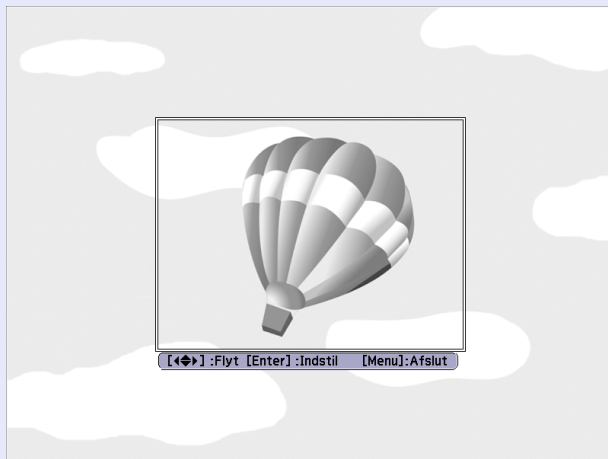 [◀◆▶] :Flyt [Enter] :Indstil [Menu]:Afslut